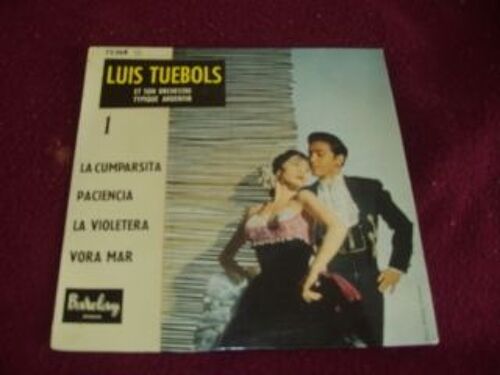 LUIS TUEBOLS
ET SON ORCHESTRE
TYPIQUE ARGENTIN
1
LA CUMPARSITA
PACIENCIA
LA VIOLETERA
VORA MAR
Barclay